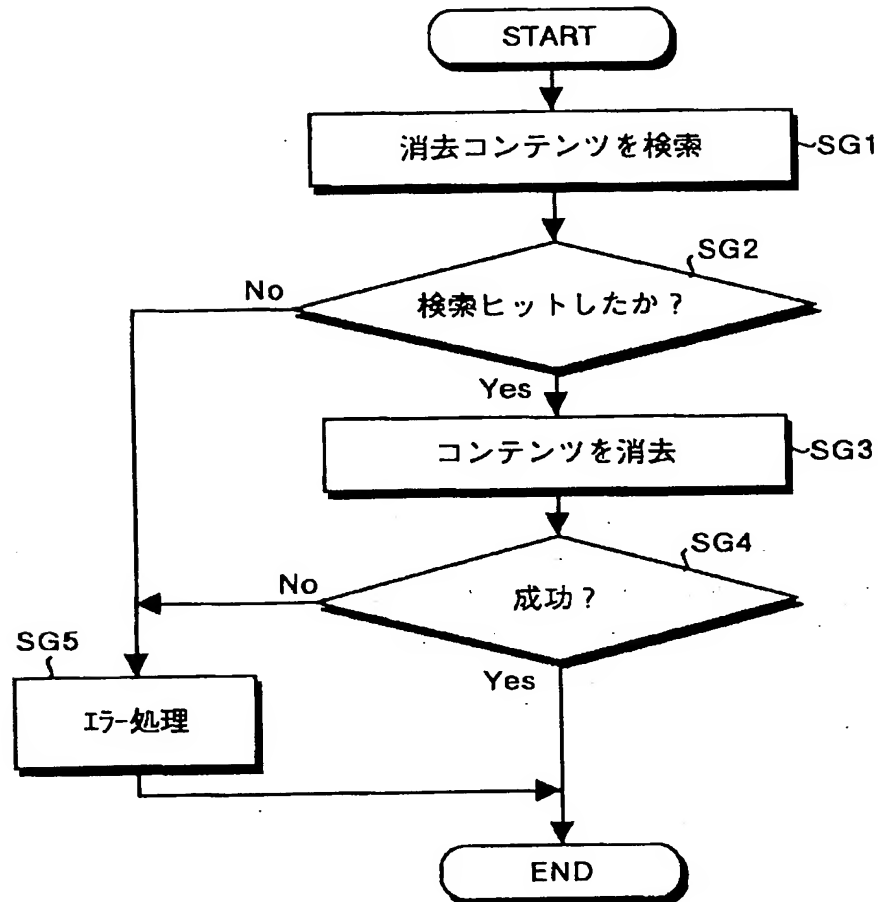 START
消去コンテンツを検索
SG1
SG2
検索ヒットしたか?
No
Yes
コンテンツを消去
SG3
SG4
成功?
No
Yes
SG5
エラー処理
END